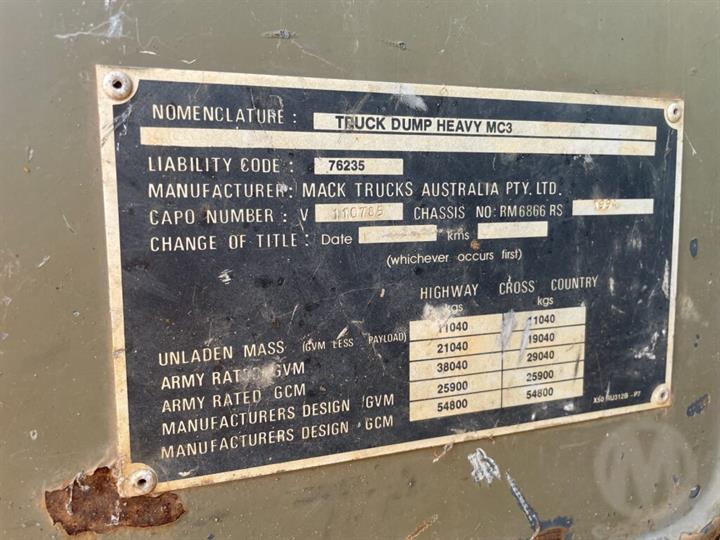 NOMENCLATURE : TRUCK DUMP HEAVY MC3
LIABILITY CODE : 76235
MANUFACTURER: MACK TRUCKS AUSTRALIA PTY. LTD.
CAPO NUMBER : V 110765 CHASSIS NO: RM6866 RS
CHANGE OF TITLE: Date kms
(whichever occurs first)
HIGHWAY CROSS COUNTRY
kgs kgs
UNLADEN MASS (GVM LESS PAYLOAD) 11040 11040
ARMY RATED GVM 21040 19040
ARMY RATED GCM 38040 29040
MANUFACTURERS DESIGN GVM 25900 25900
MANUFACTURERS DESIGN GCM 54800 54800